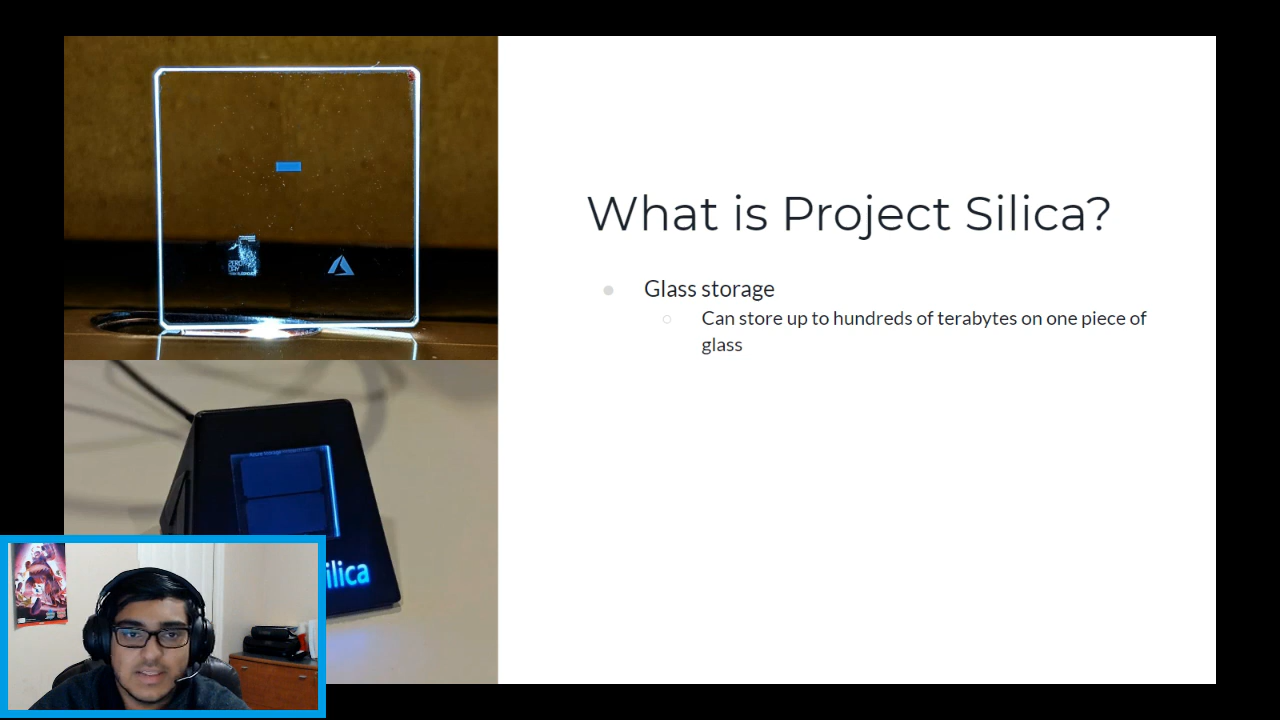 What is Project Silica?
Glass storage
Can store up to hundreds of terabytes on one piece of
glass
ilica